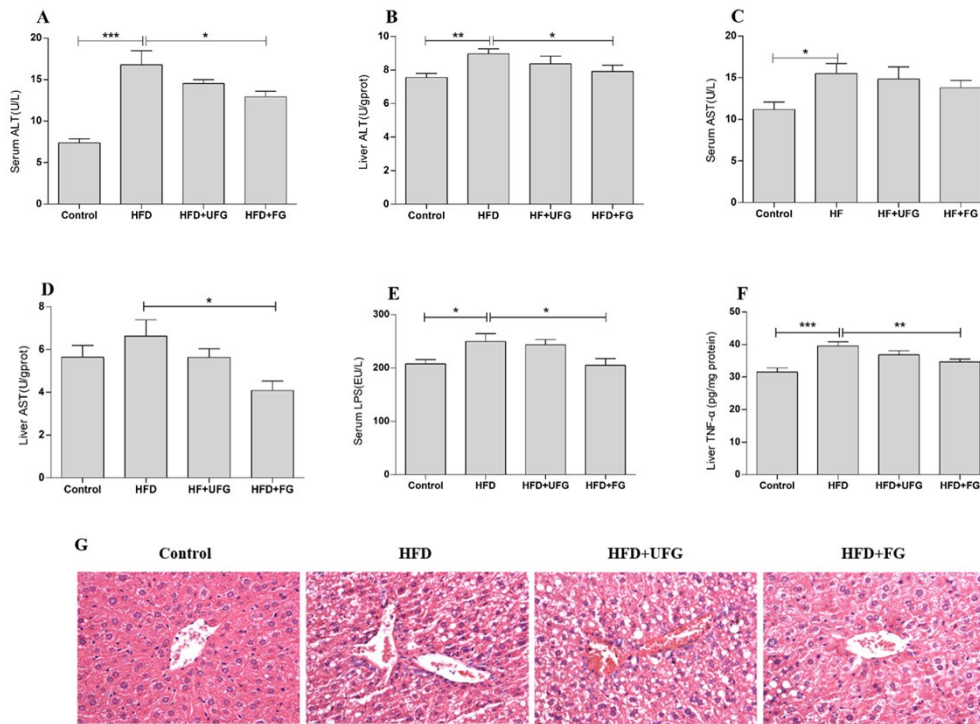 A
Serum ALT(U/L)
20
15
10
5
0
***
*
Control HFD HFD+UFG HFD+FG
B
Liver ALT(U/gprot)
10
8
6
4
2
0
**
*
Control HFD HFD+UFG HFD+FG
C
Serum AST(U/L)
20
15
10
5
0
*
Control HF HF+UFG HF+FG
D
Liver AST(U/gprot)
8
6
4
2
0
*
Control HFD HF+UFG HFD+FG
E
Serum LPS(EU/L)
300
200
100
0
*
*
Control HFD HFD+UFG HFD+FG
F
Liver TNF-α (pg/mg protein)
50
40
30
20
10
0
***
**
Control HFD HFD+UFG HFD+FG
G
Control HFD HFD+UFG HFD+FG